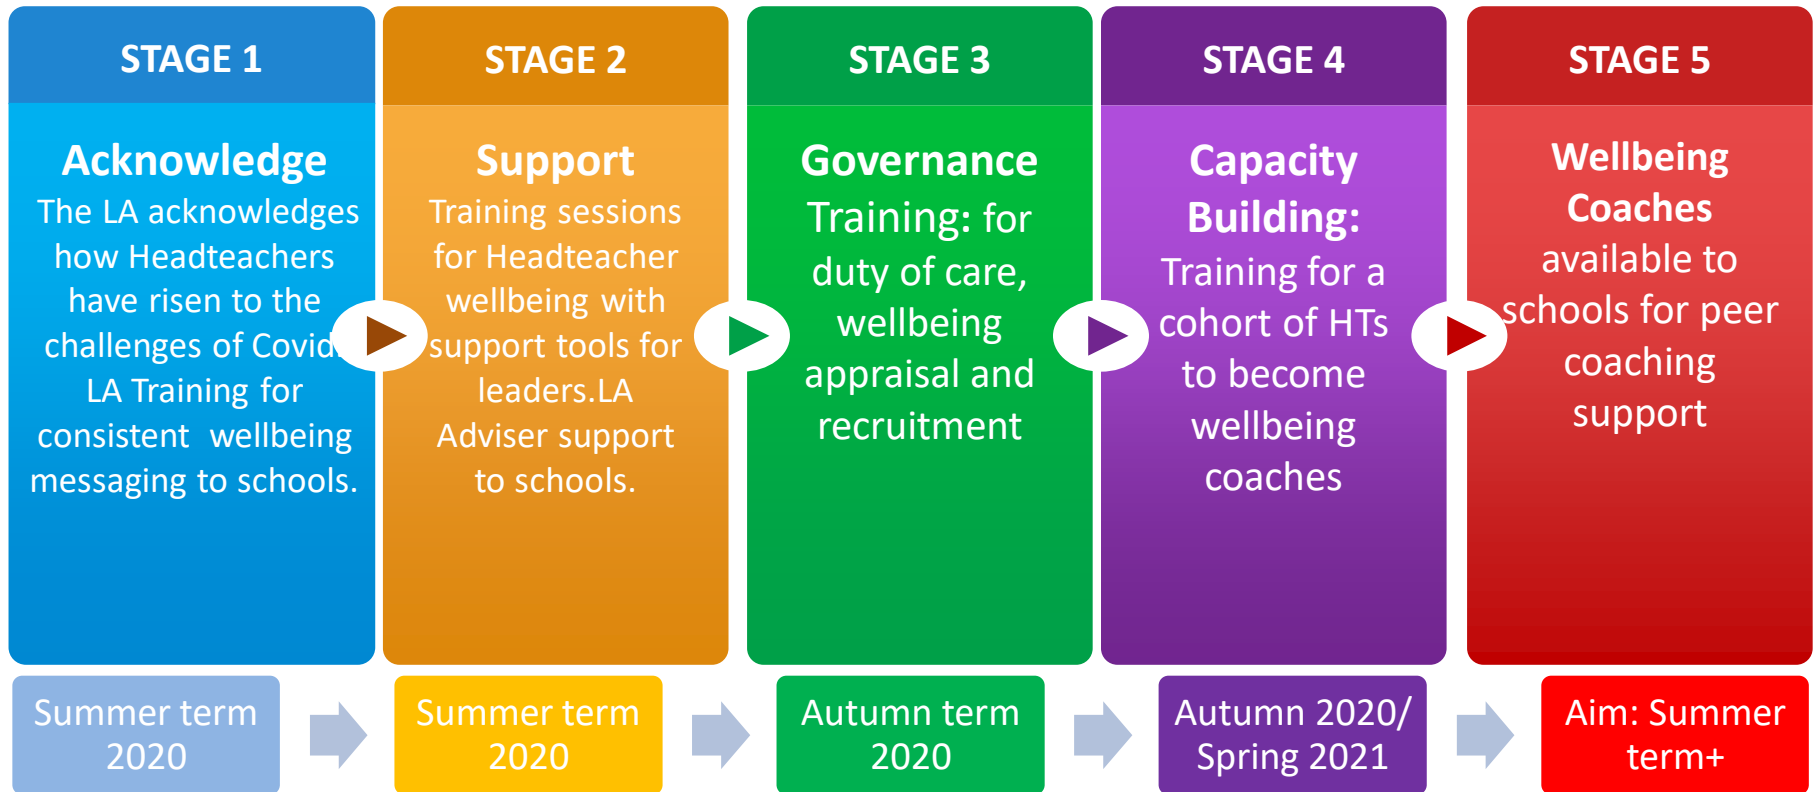 STAGE 1
Acknowledge
The LA acknowledges
how Headteachers
have risen to the
challenges of Covid.
LA Training for
consistent wellbeing
messaging to schools.
Summer term
2020
STAGE 2
Support
Training sessions
for Headteacher
wellbeing with
support tools for
leaders.LA
Adviser support
to schools.
Summer term
2020
STAGE 3
Governance
Training: for
duty of care,
wellbeing
appraisal and
recruitment
Autumn term
2020
STAGE 4
Capacity
Building:
Training for a
cohort of HTs
to become
wellbeing
coaches
Autumn 2020/
Spring 2021
STAGE 5
Wellbeing
Coaches
available to
schools for peer
coaching
support
Aim: Summer
term+